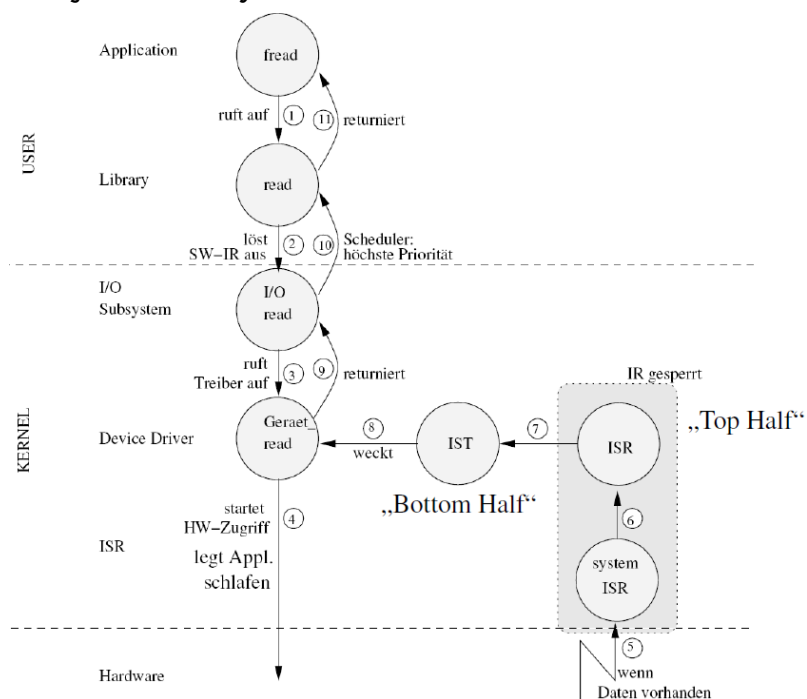 Application
fread
ruft auf
1
11
returniert
USER
Library
read
löst
SW–IR aus
2
10
Scheduler:
höchste Priorität
I/O
Subsystem
I/O
read
ruft
Treiber auf
3
9
returniert
IR gesperrt
KERNEL
Device Driver
Geraet_
read
8
weckt
IST
7
ISR
„Top Half“
„Bottom Half“
startet
HW–Zugriff
4
legt Appl.
schlafen
ISR
6
system
ISR
5
wenn
Daten vorhanden
Hardware